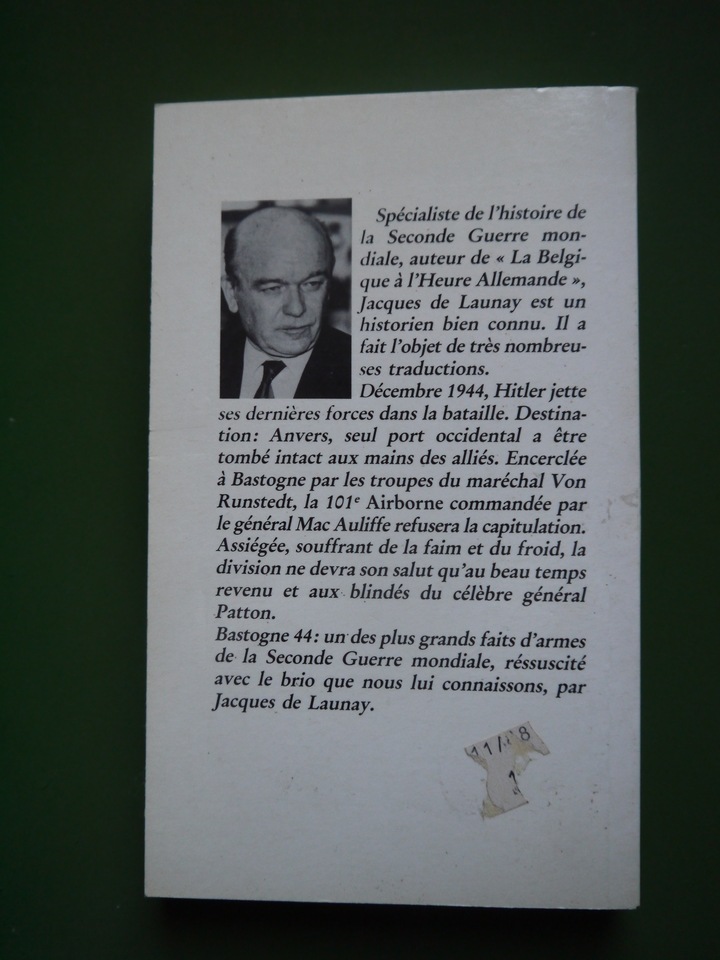 Spécialiste de l'histoire de
la Seconde Guerre mon-
diale, auteur de « La Belgi-
que à l'Heure Allemande »,
Jacques de Launay est un
historien bien connu. Il a
fait l'objet de très nombreu-
ses traductions.
Décembre 1944, Hitler jette
ses dernières forces dans la bataille. Destina-
tion: Anvers, seul port occidental a être
tombé intact aux mains des alliés. Encerclée
à Bastogne par les troupes du maréchal Von
Runstedt, la 101e Airborne commandée par
le général Mac Auliffe refusera la capitulation.
Assiégée, souffrant de la faim et du froid, la
division ne devra son salut qu'au beau temps
revenu et aux blindés du célèbre général
Patton.
Bastogne 44: un des plus grands faits d'armes
de la Seconde Guerre mondiale, réssuscité
avec le brio que nous lui connaissons, par
Jacques de Launay.
1